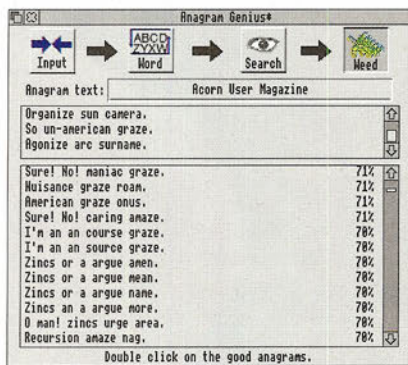 Anagram Genius*
ABCD
ZYXW
Input Word Search Weed
Anagram text: Acorn User Magazine
Organize sun camera.
So un-american graze.
Agonize arc surname.
Sure! No! maniac graze. 71%
Nuisance graze roam. 71%
American graze onus. 71%
Sure! No! caring amaze. 71%
I'm an an course graze. 70%
I'm an an source graze. 70%
Zincs or a argue amen. 70%
Zincs or a argue mean. 70%
Zincs or a argue name. 70%
Zincs an a argue more. 70%
O man! zincs urge area. 70%
Recursion amaze nag. 70%
Double click on the good anagrams.